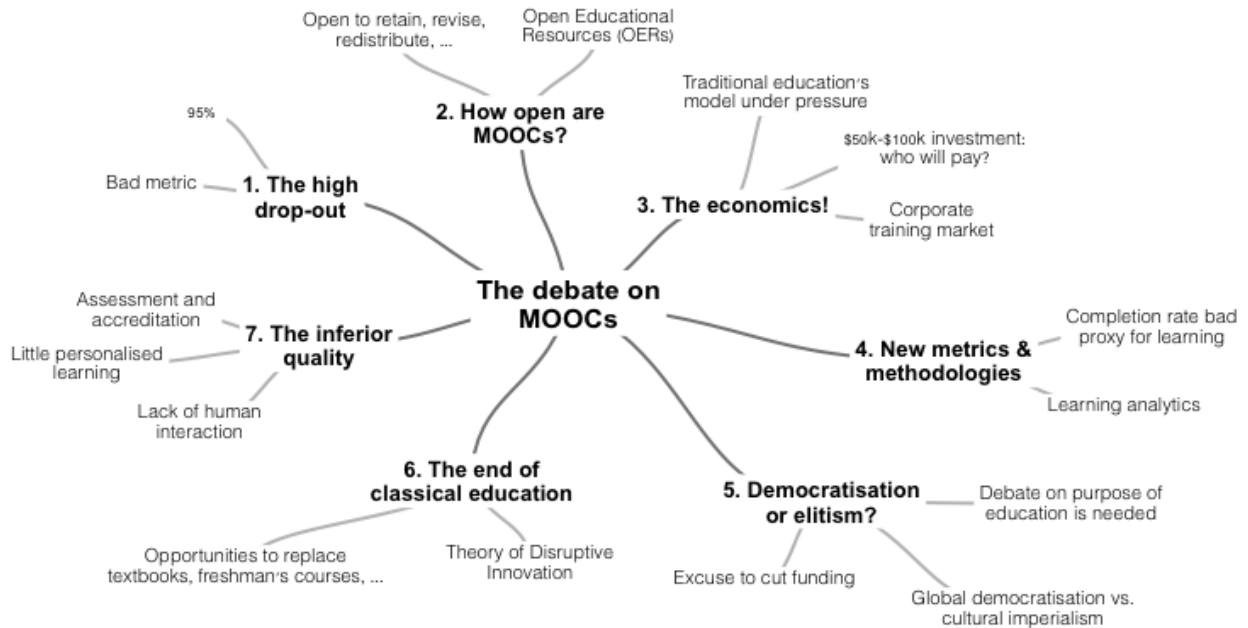 The debate on
MOOCs
1. The high
drop-out
95%
Bad metric
2. How open are
MOOCs?
Open to retain, revise,
redistribute, ...
Open Educational
Resources (OERs)
3. The economics!
Traditional education's
model under pressure
$50k-$100k investment:
who will pay?
Corporate
training market
4. New metrics &
methodologies
Completion rate bad
proxy for learning
Learning analytics
5. Democratisation
or elitism?
Debate on purpose of
education is needed
Global democratisation vs.
cultural imperialism
Excuse to cut funding
6. The end of
classical education
Theory of Disruptive
Innovation
Opportunities to replace
textbooks, freshman's courses, ...
7. The inferior
quality
Assessment and
accreditation
Little personalised
learning
Lack of human
interaction